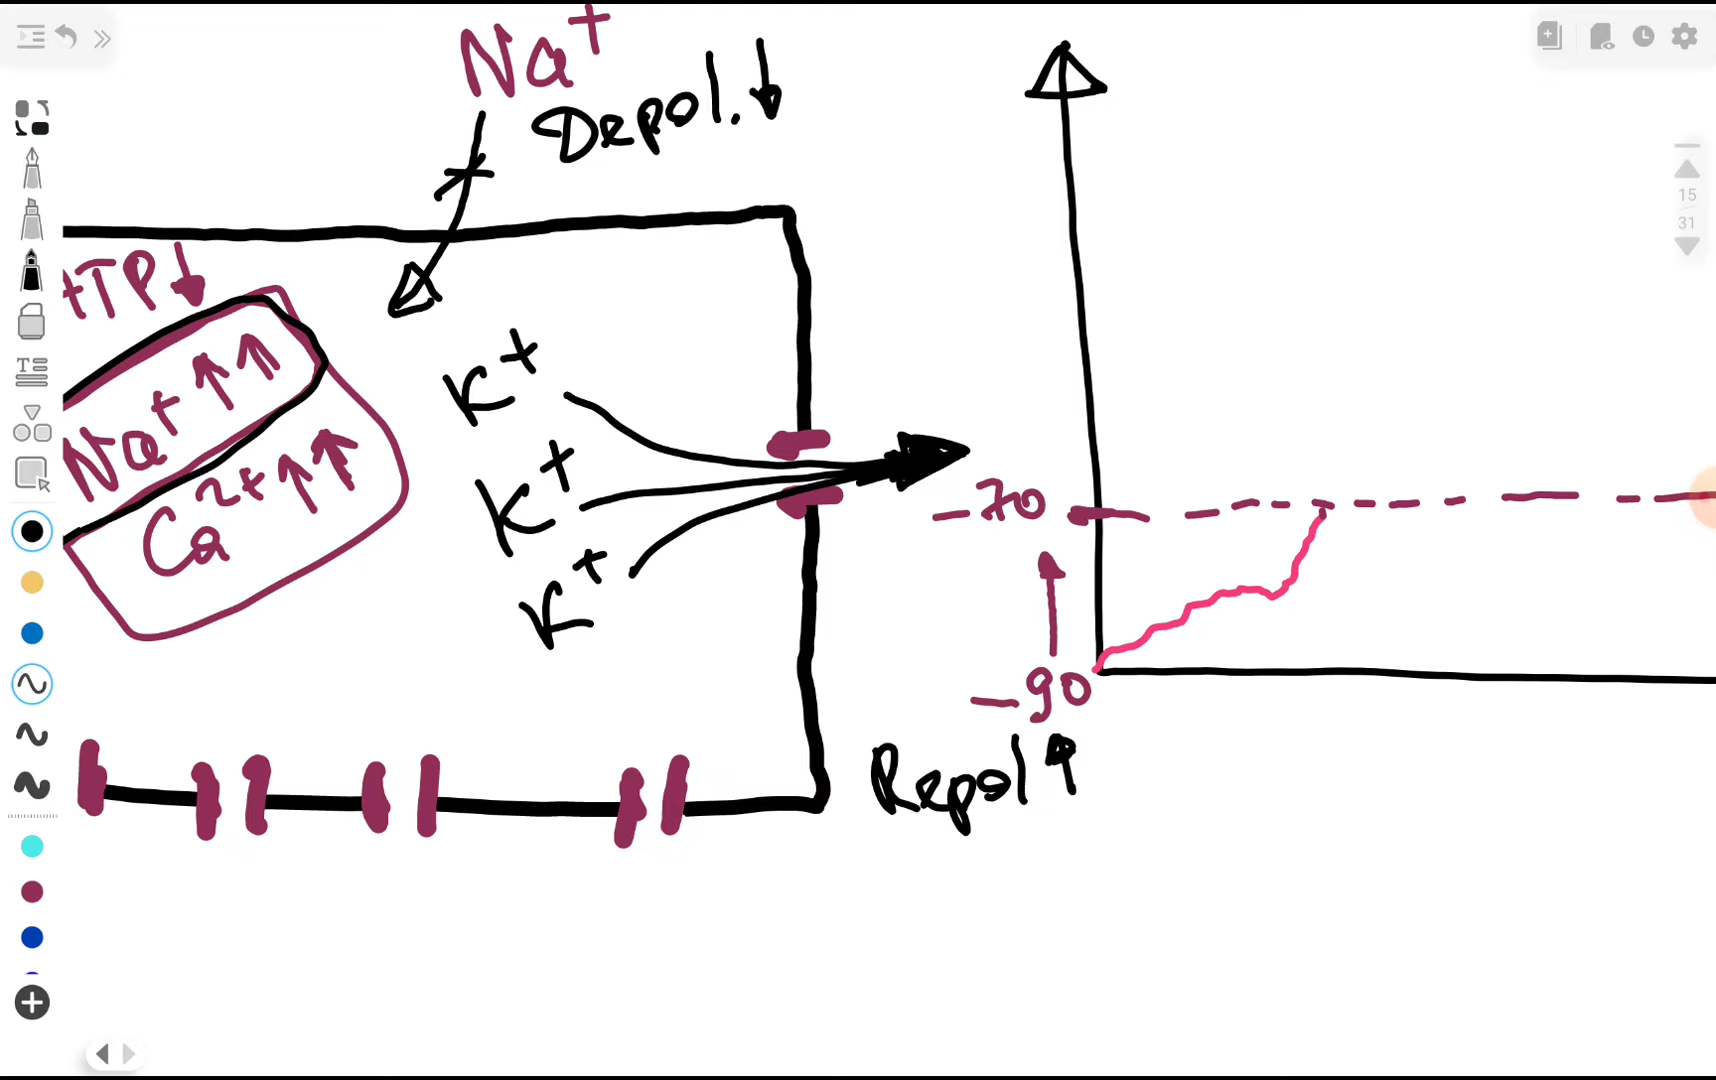 Na+
Depol. ↓
ATP ↓
Na+ ↑↑
Ca2+ ↑↑
K+
K+
K+
-70
-90
Repol ↑
15
31